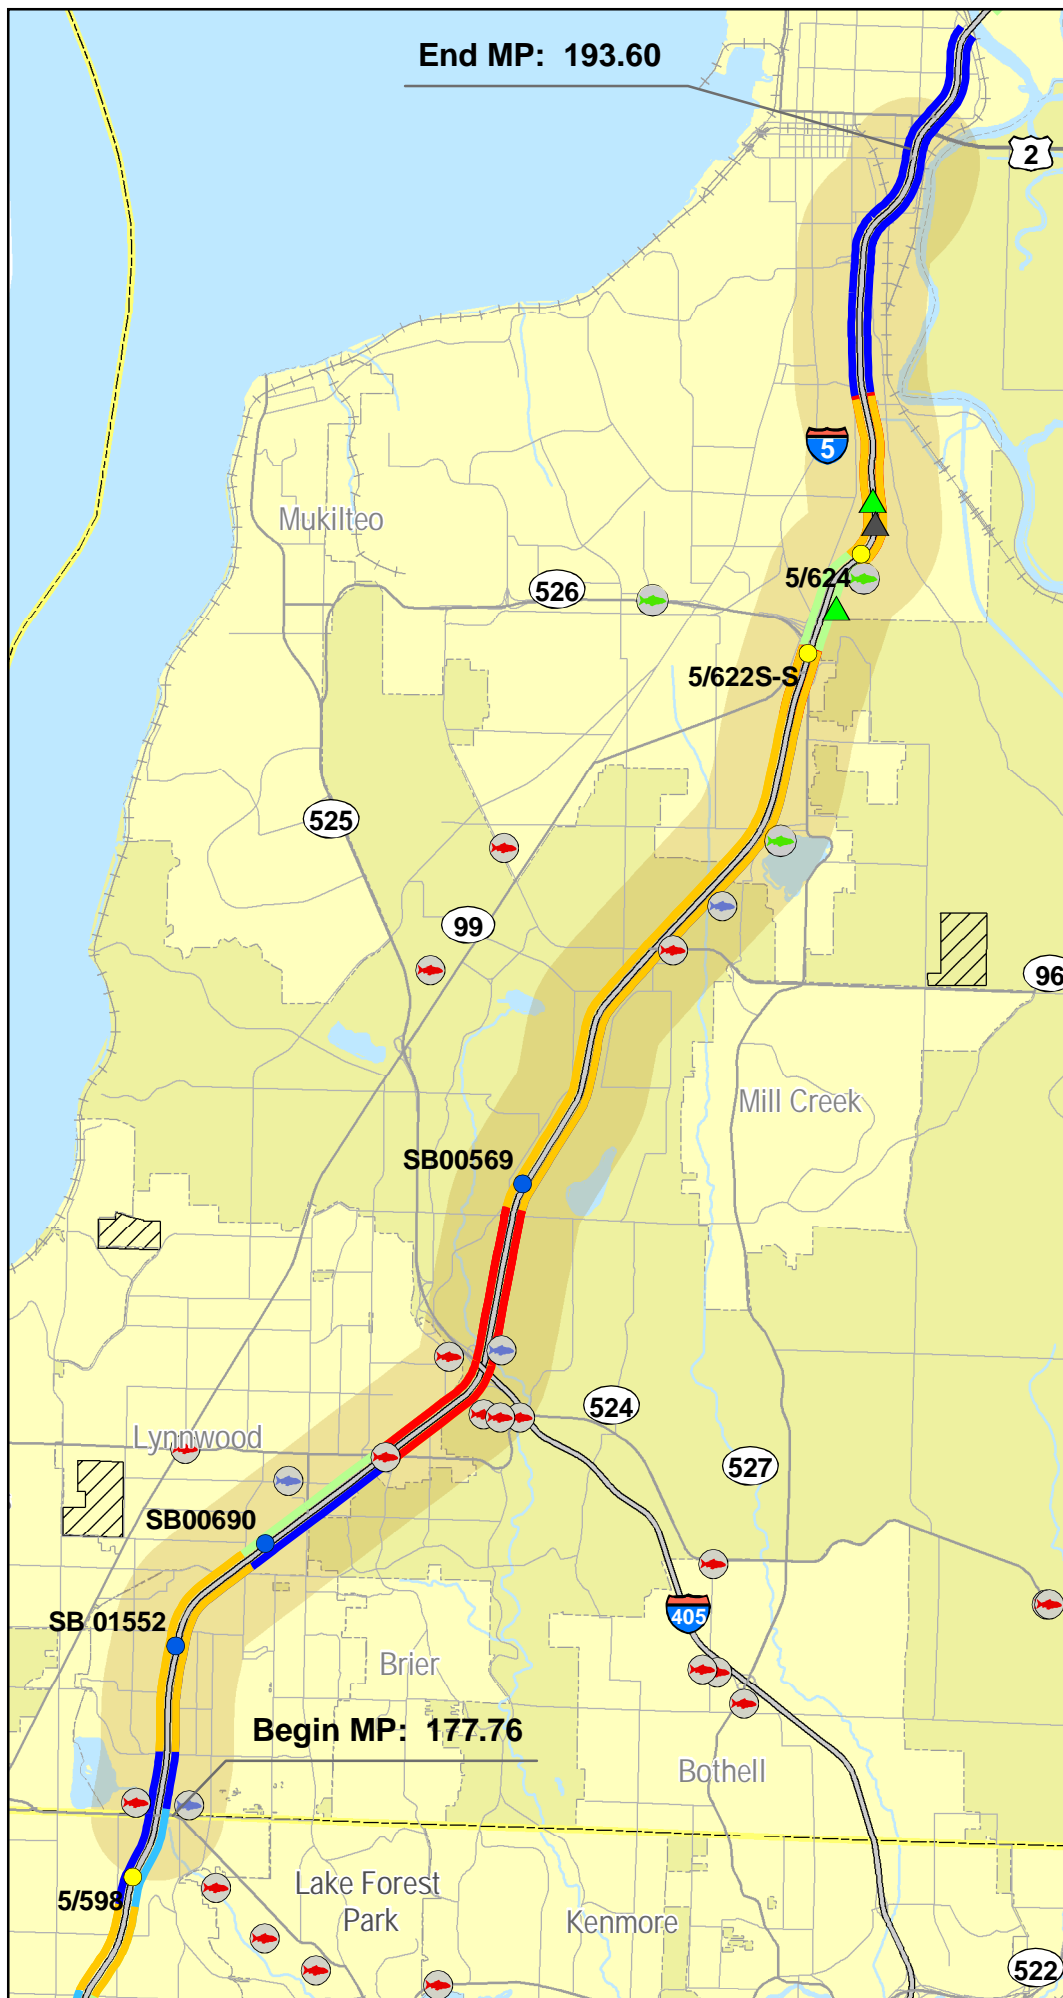 End MP: 193.60
2
5
Mukilteo
5/624
526
5/622S-S
525
99
96
Mill Creek
SB00569
524
Lynnwood
527
SB00690
405
SB 01552
Brier
Begin MP: 177.76
Bothell
Lake Forest
Park
5/598
Kenmore
522